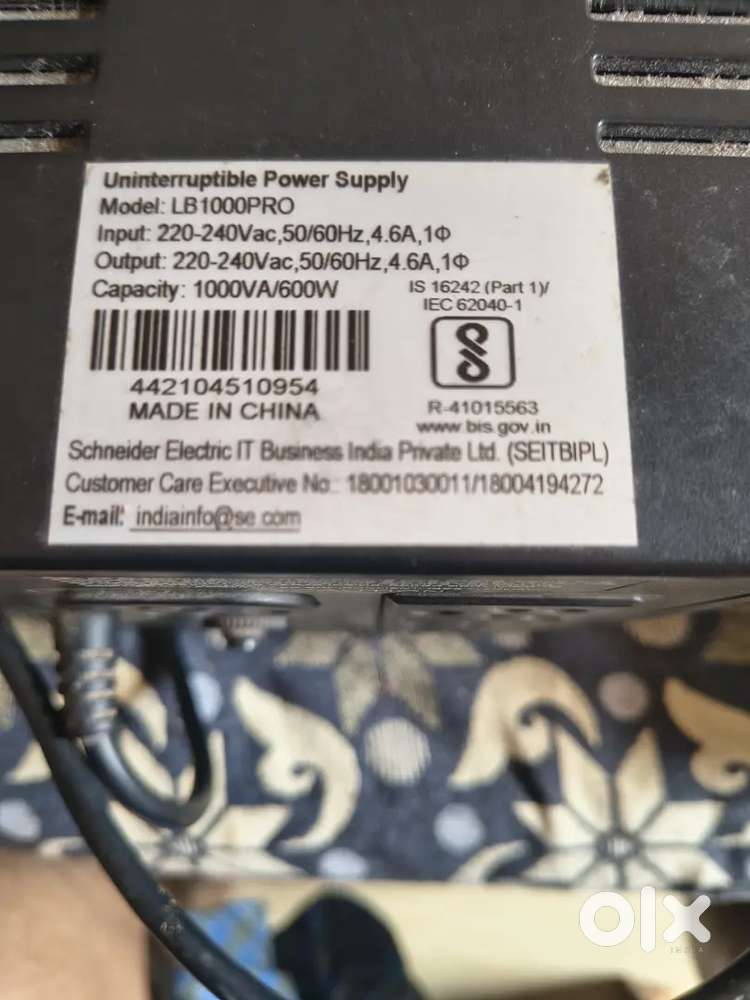 Uninterruptible Power Supply
Model: LB1000PRO
Input: 220-240Vac,50/60Hz,4.6A,1Φ
Output: 220-240Vac,50/60Hz,4.6A,1Φ
Capacity: 1000VA/600W
IS 16242 (Part 1)/
IEC 62040-1
442104510954
MADE IN CHINA
R-41015563
www.bis.gov.in
Schneider Electric IT Business India Private Ltd. (SEITBIPL)
Customer Care Executive No.: 18001030011/18004194272
E-mail: indiainfo@se.com
olx
INDIA